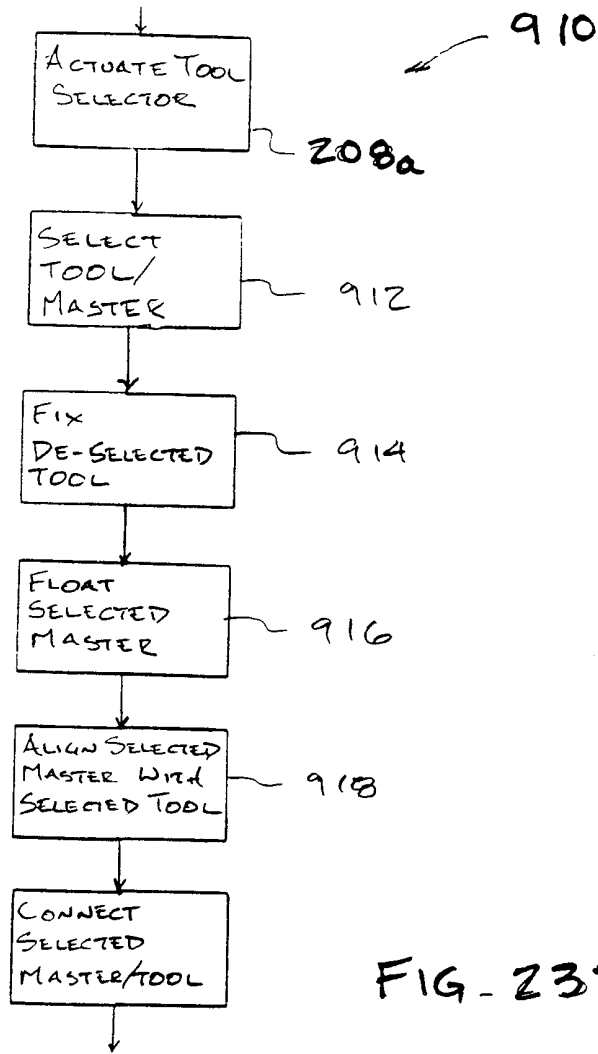 910
ACTUATE TOOL
SELECTOR
208a
SELECT
TOOL/
MASTER
912
FIX
DE-SELECTED
TOOL
914
FLOAT
SELECTED
MASTER
916
ALIGN SELECTED
MASTER WITH
SELECTED TOOL
918
CONNECT
SELECTED
MASTER/TOOL
FIG_23